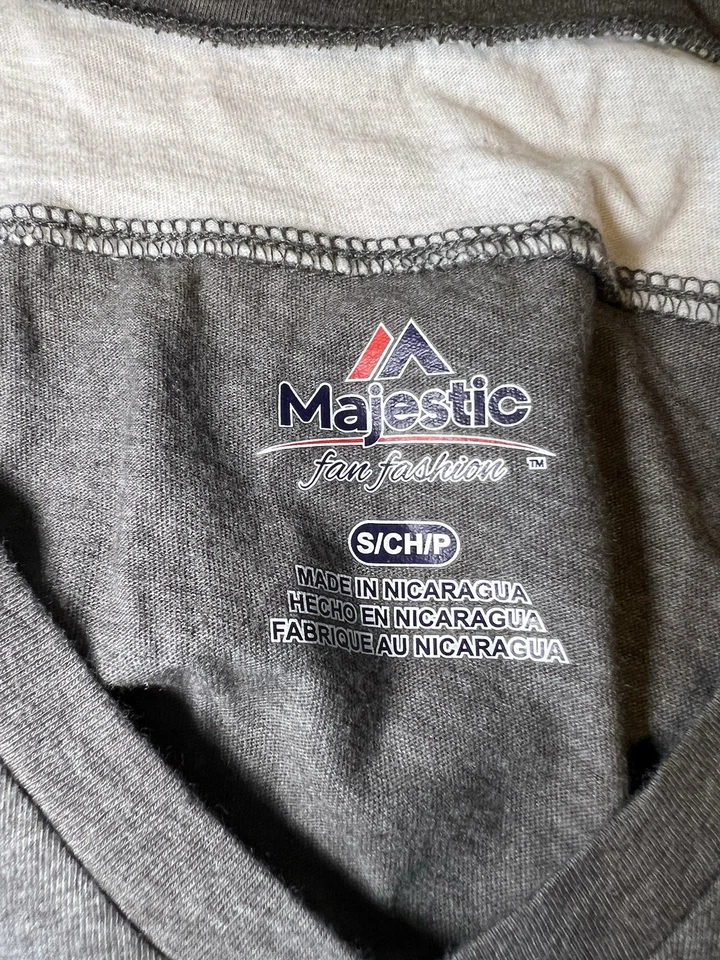 Majestic
fan fashion ™
S/CH/P
MADE IN NICARAGUA
HECHO EN NICARAGUA
FABRIQUE AU NICARAGUA